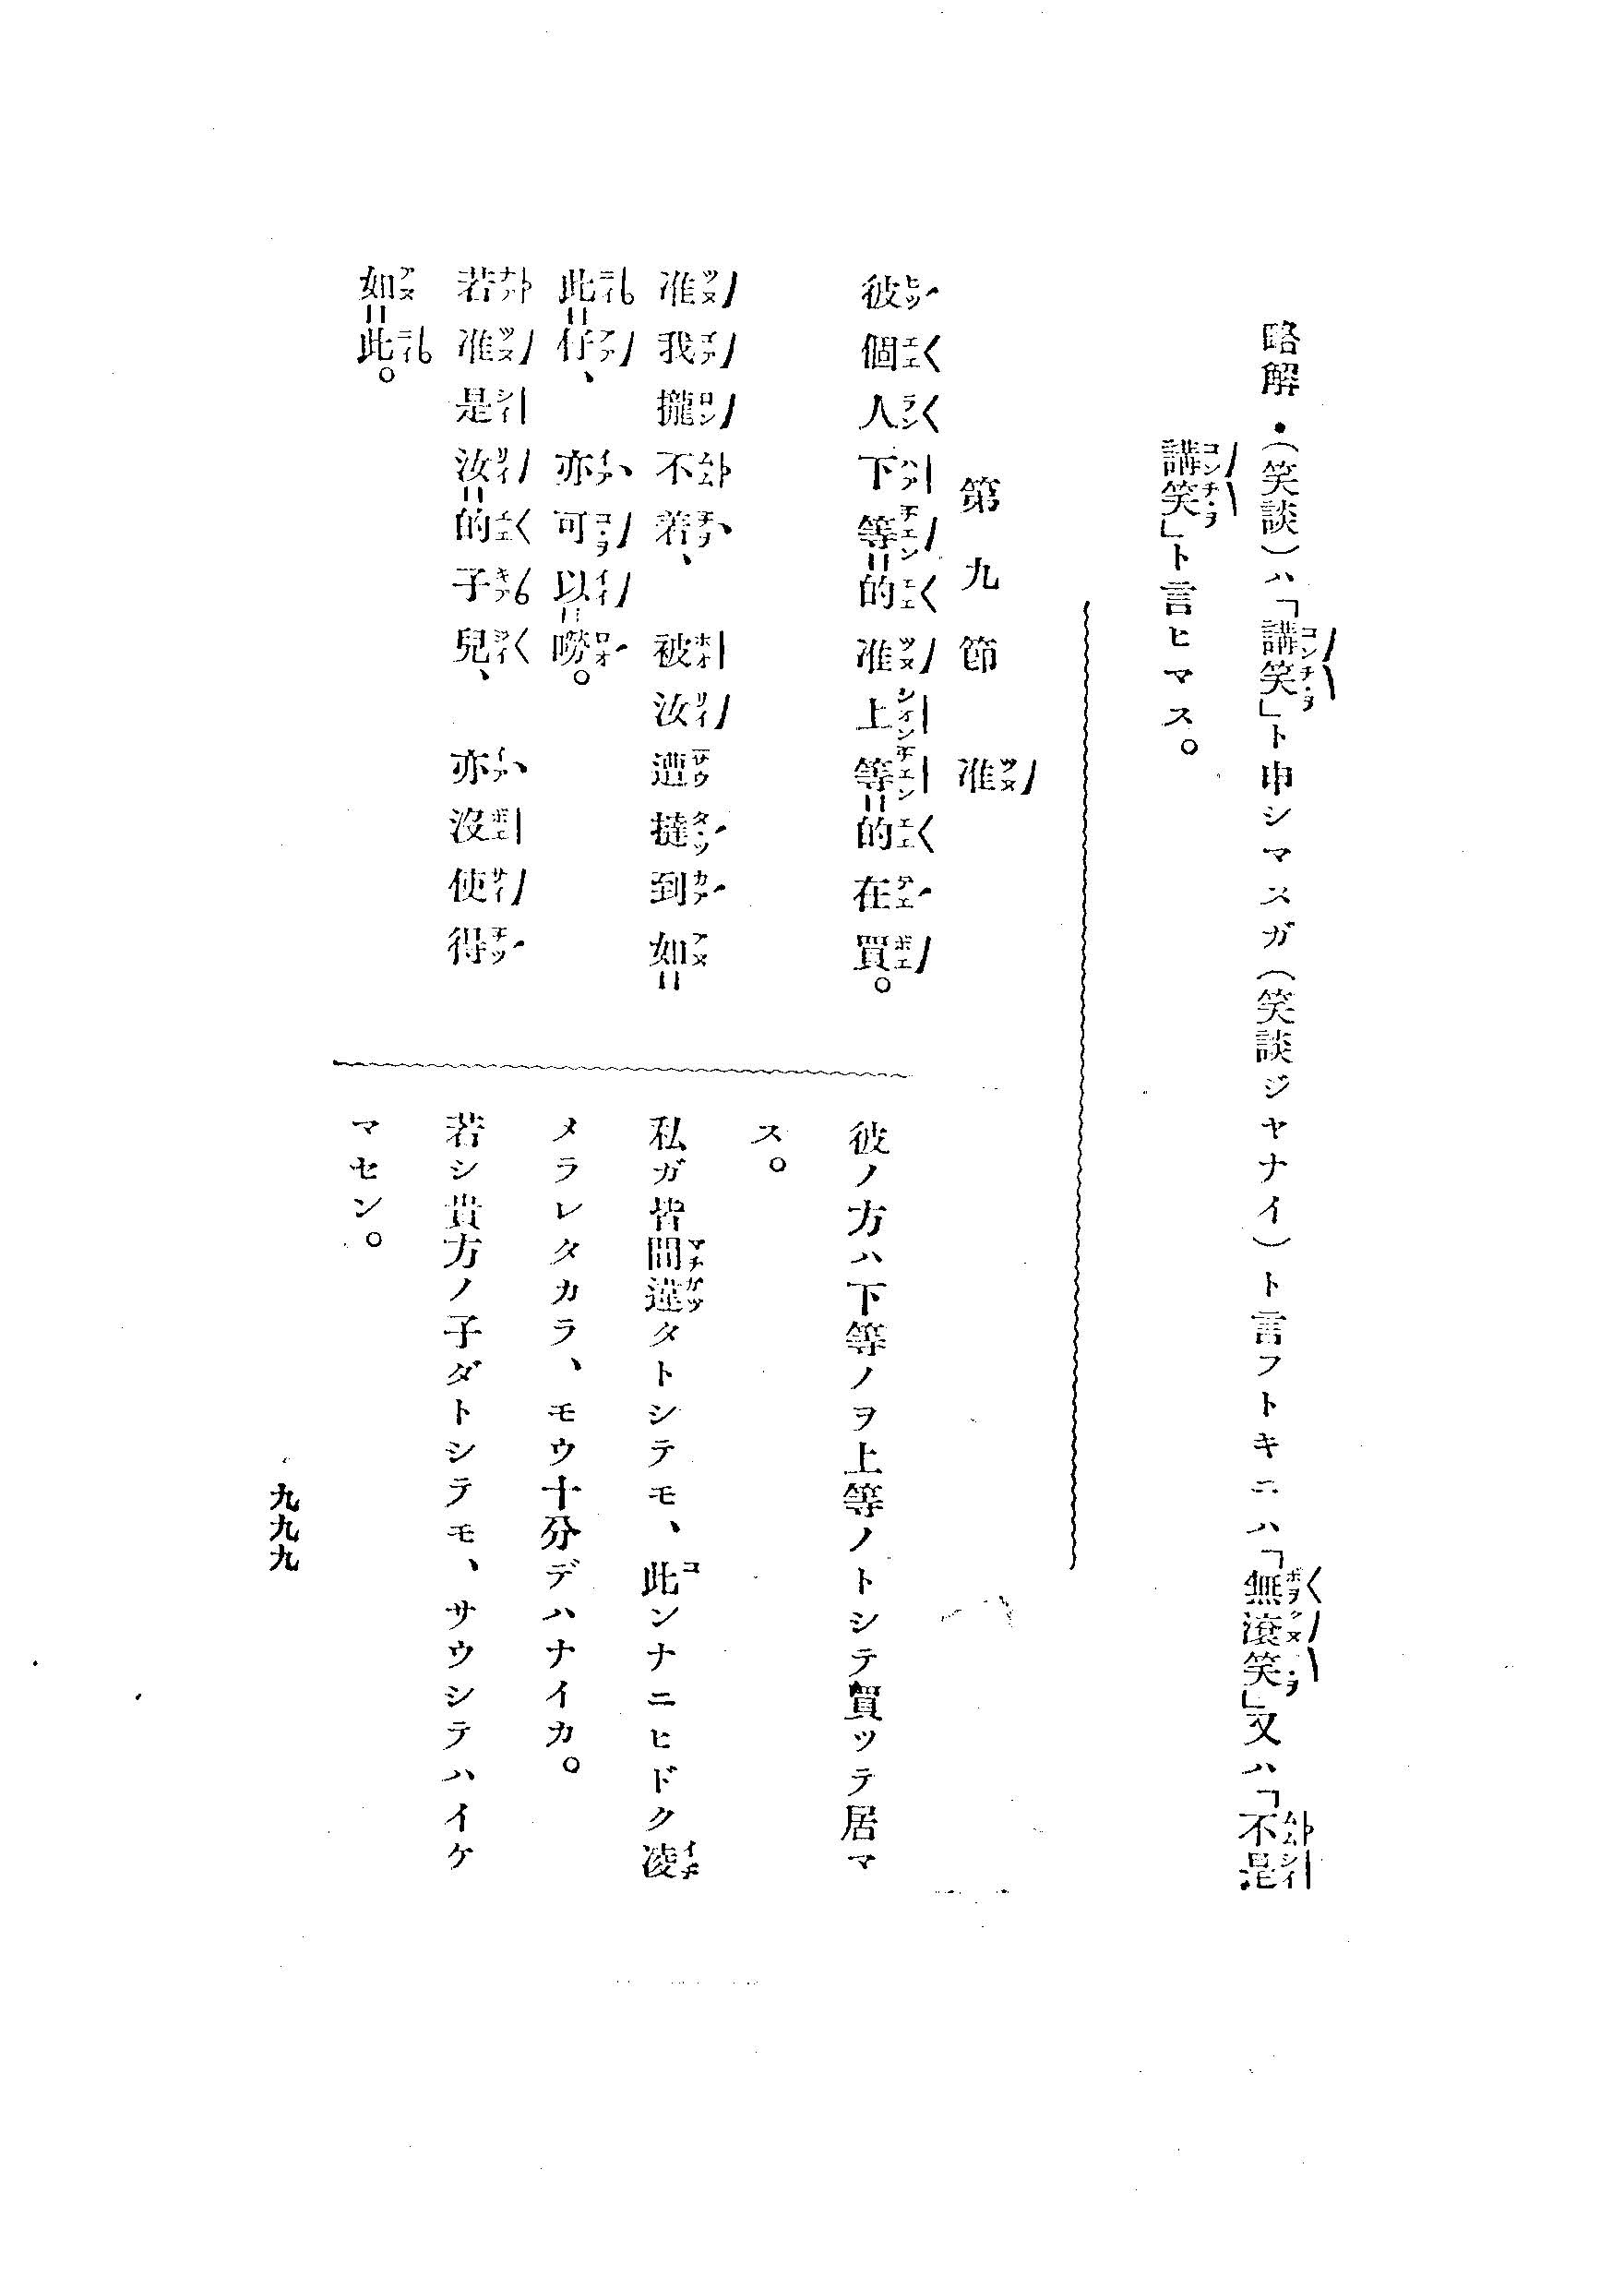 略解・(笑談)ハ「講笑」ト申シマスガ(笑談ジヤナイ)ト言フトキニハ「無滾笑」又ハ「不是
講笑」ト言ヒマス。
第九節　准
彼個人下等＝的准上等＝的在買。
准我攏不若、被汝遭撻到如＝
此＝仔、亦可以＝嘮。
若准是汝＝的子兒、亦沒使得
如＝此。
彼ノ方ハ下等ノヲ上等ノトシテ買ツテ居マ
ス。
私ガ皆間違タトシテモ、此ンナニヒドク凌
メラレタカラ、モウ十分デハナイカ。
若シ貴方ノ子ダトシテモ、サウシテハイケ
マセン。
九九九